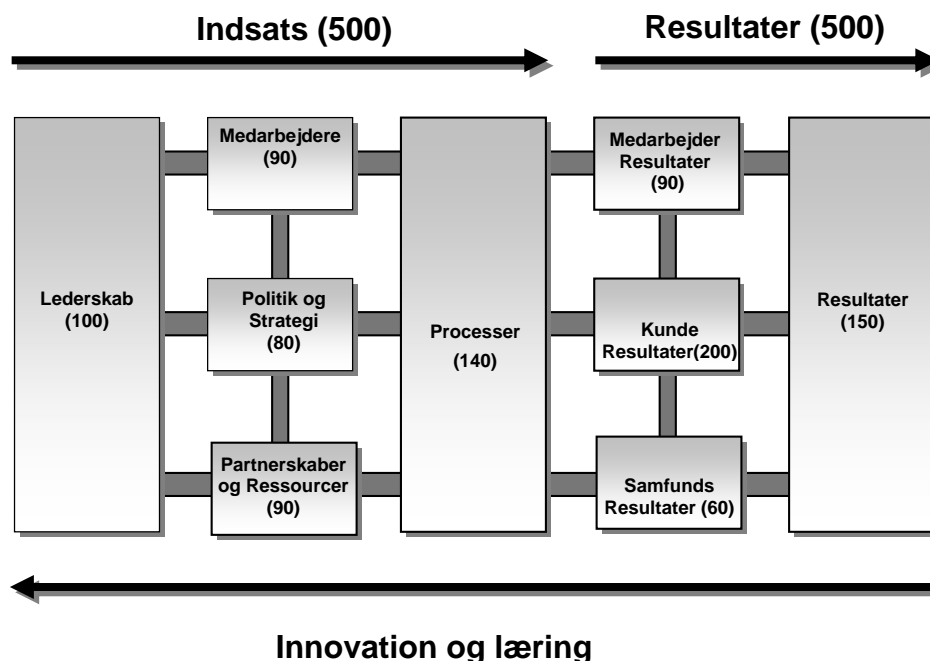 Indsats (500)
Resultater (500)
Lederskab
(100)
Medarbejdere
(90)
Politik og
Strategi
(80)
Partnerskaber
og Ressourcer
(90)
Processer
(140)
Medarbejder
Resultater
(90)
Kunde
Resultater(200)
Samfunds
Resultater (60)
Resultater
(150)
Innovation og læring